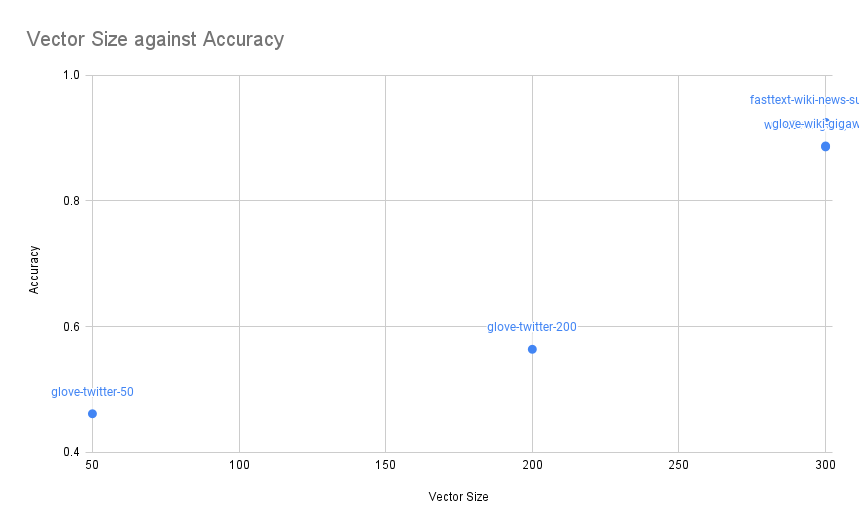 Vector Size against Accuracy
1.0
fasttext-wiki-news-su
glove-wiki-gigaw
0.8
Accuracy
0.6
glove-twitter-200
glove-twitter-50
0.4
50 100 150 200 250 300
Vector Size